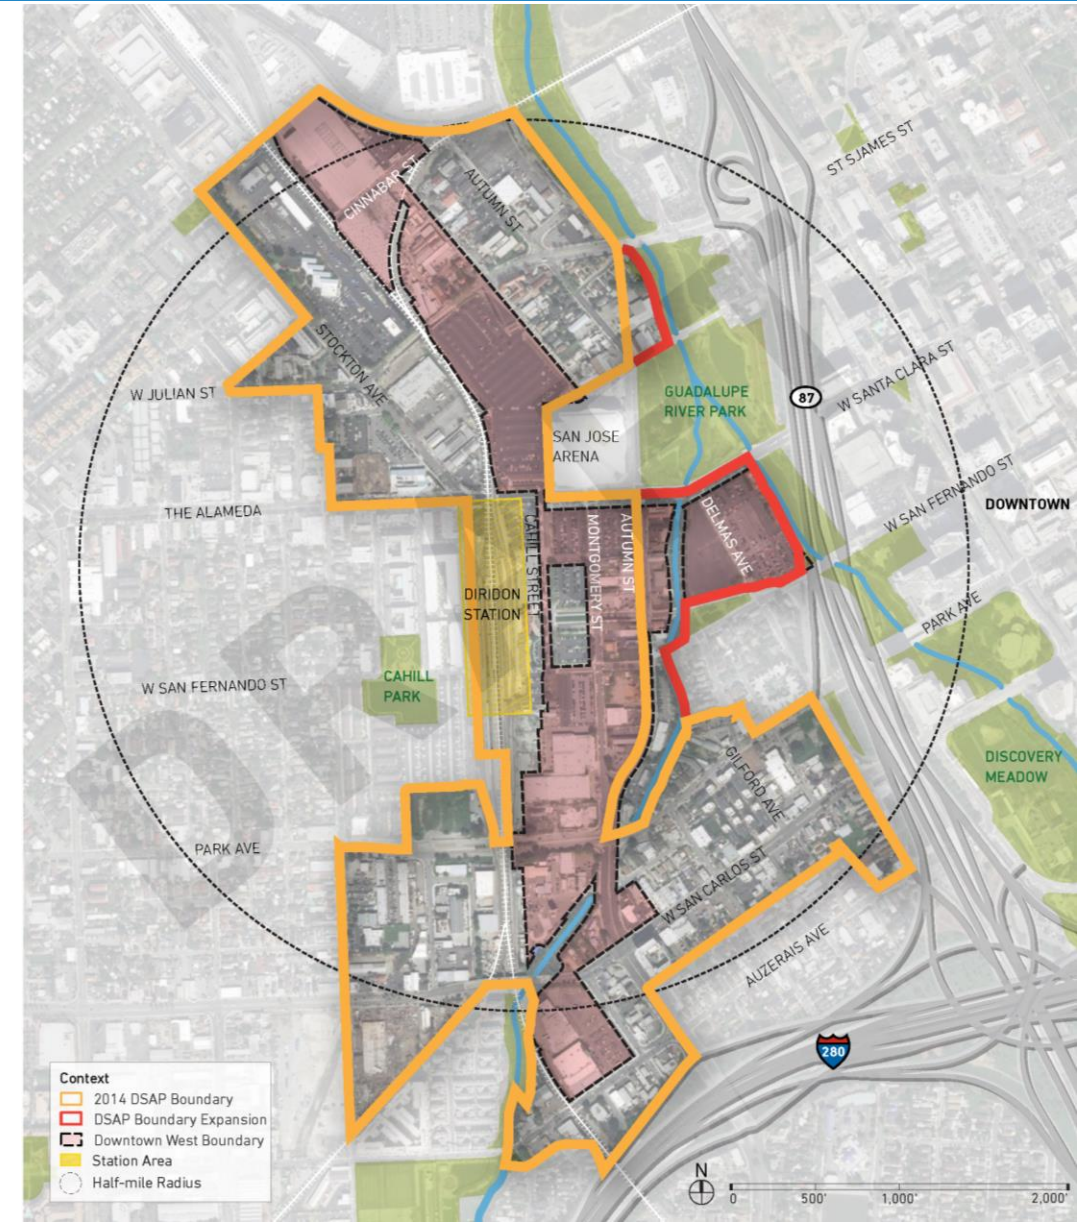 ST SJAMES ST
CINNABAR ST
AUTUMN ST
STOCKTON AVE
W JULIAN ST
W SANTA CLARA ST
87
GUADALUPE
RIVER PARK
SAN JOSE
ARENA
W SAN FERNANDO ST
DOWNTOWN
THE ALAMEDA
CAHILL STREET
MONTGOMERY ST
AUTUMN ST
DELMAS AVE
DIRIDON
STATION
PARK AVE
CAHILL
PARK
W SAN FERNANDO ST
DISCOVERY
MEADOW
GILFORD AVE
PARK AVE
W SAN CARLOS ST
AUZERAIS AVE
280
Context
2014 DSAP Boundary
DSAP Boundary Expansion
Downtown West Boundary
Station Area
Half-mile Radius
N
0 500' 1,000' 2,000'